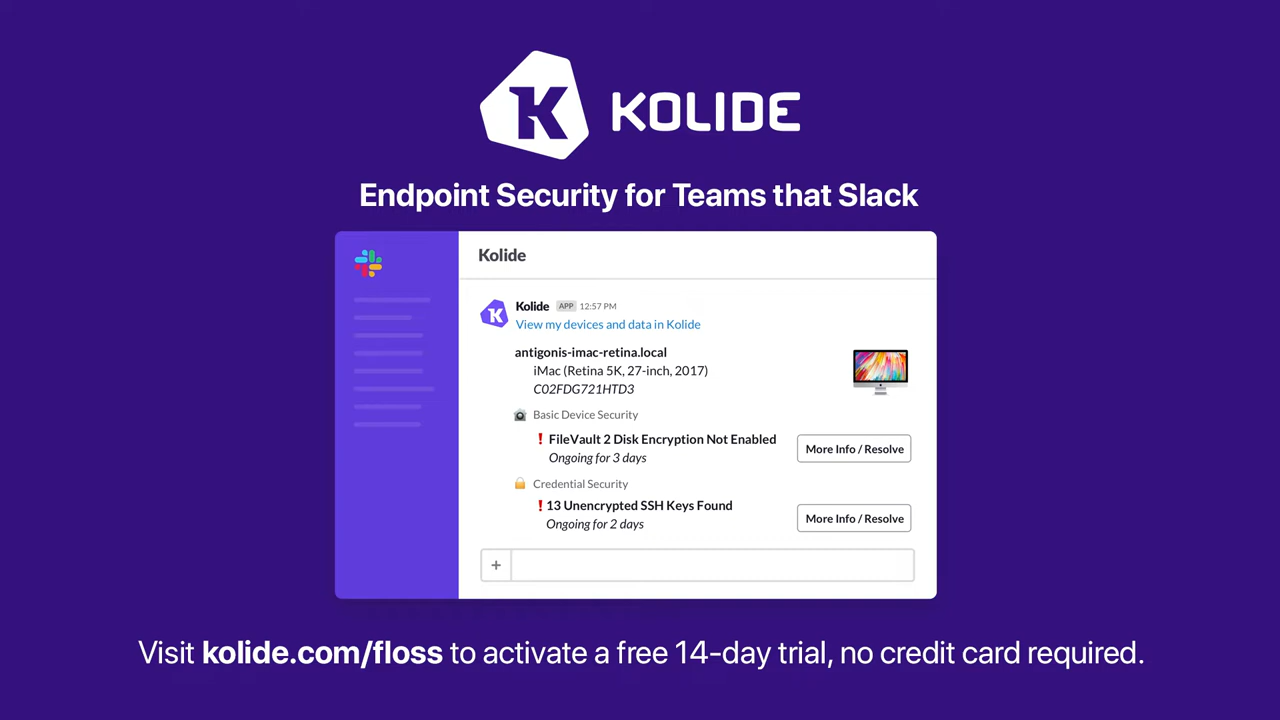 K KOLIDE
Endpoint Security for Teams that Slack
Kolide
K
Kolide APP 12:57 PM
View my devices and data in Kolide
antigonis-imac-retina.local
iMac (Retina 5K, 27-inch, 2017)
C02FDG721HTD3
Basic Device Security
❗ FileVault 2 Disk Encryption Not Enabled
Ongoing for 3 days
More Info / Resolve
Credential Security
❗ 13 Unencrypted SSH Keys Found
Ongoing for 2 days
More Info / Resolve
+
Visit kolide.com/floss to activate a free 14-day trial, no credit card required.